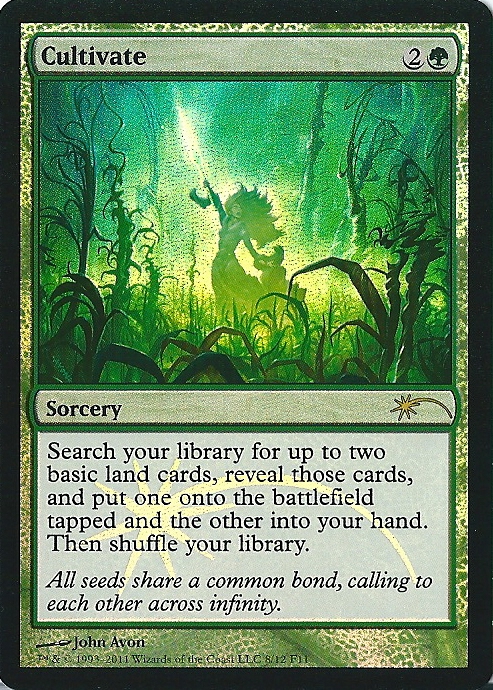 Cultivate 2
Sorcery
Search your library for up to two
basic land cards, reveal those cards,
and put one onto the battlefield
tapped and the other into your hand.
Then shuffle your library.
All seeds share a common bond, calling to
each other across infinity.
John Avon
™ & © 1993–2011 Wizards of the Coast LLC 8/12 F11